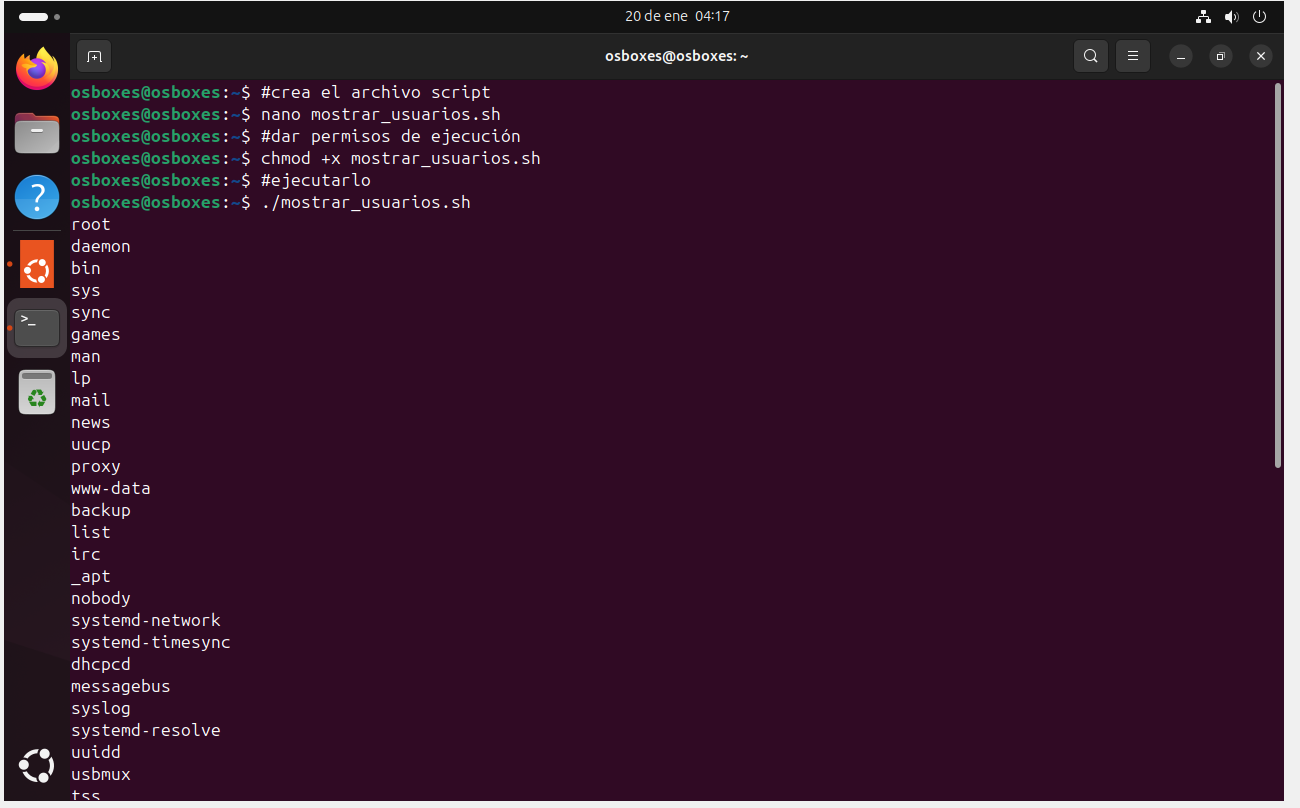 20 de ene 04:17
osboxes@osboxes: ~
osboxes@osboxes:~$ #crea el archivo script
osboxes@osboxes:~$ nano mostrar_usuarios.sh
osboxes@osboxes:~$ #dar permisos de ejecución
osboxes@osboxes:~$ chmod +x mostrar_usuarios.sh
osboxes@osboxes:~$ #ejecutarlo
osboxes@osboxes:~$ ./mostrar_usuarios.sh
root
daemon
bin
sys
sync
games
man
lp
mail
news
uucp
proxy
www-data
backup
list
irc
_apt
nobody
systemd-network
systemd-timesync
dhcpcd
messagebus
syslog
systemd-resolve
uuidd
usbmux
tss